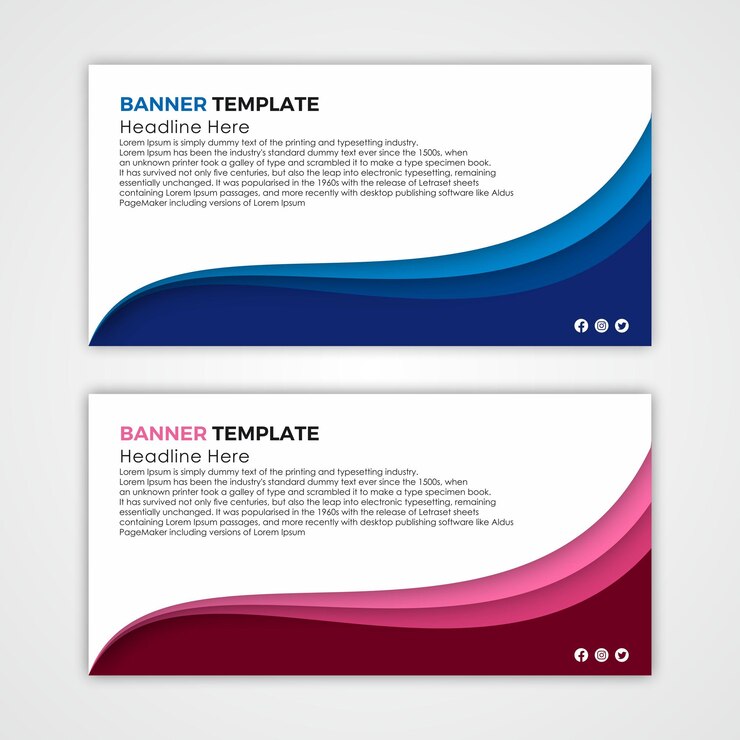 BANNER TEMPLATE
Headline Here
Lorem Ipsum is simply dummy text of the printing and typesetting industry.
Lorem Ipsum has been the industry's standard dummy text ever since the 1500s, when
an unknown printer took a galley of type and scrambled it to make a type specimen book.
It has survived not only five centuries, but also the leap into electronic typesetting, remaining
essentially unchanged. It was popularised in the 1960s with the release of Letraset sheets
containing Lorem Ipsum passages, and more recently with desktop publishing software like Aldus
PageMaker including versions of Lorem Ipsum
BANNER TEMPLATE
Headline Here
Lorem Ipsum is simply dummy text of the printing and typesetting industry.
Lorem Ipsum has been the industry's standard dummy text ever since the 1500s, when
an unknown printer took a galley of type and scrambled it to make a type specimen book.
It has survived not only five centuries, but also the leap into electronic typesetting, remaining
essentially unchanged. It was popularised in the 1960s with the release of Letraset sheets
containing Lorem Ipsum passages, and more recently with desktop publishing software like Aldus
PageMaker including versions of Lorem Ipsum